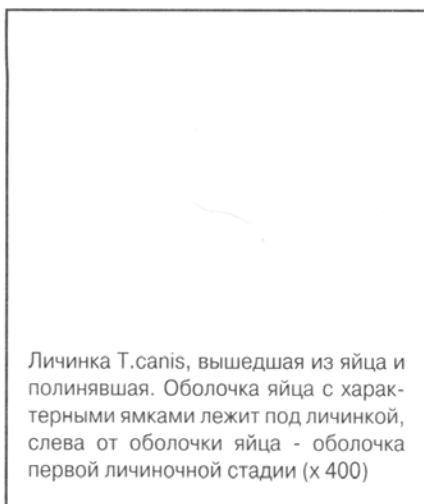 Личинка T.canis, вышедшая из яйца и
полинявшая. Оболочка яйца с харак-
терными ямками лежит под личинкой,
слева от оболочки яйца - оболочка
первой личиночной стадии (x 400)